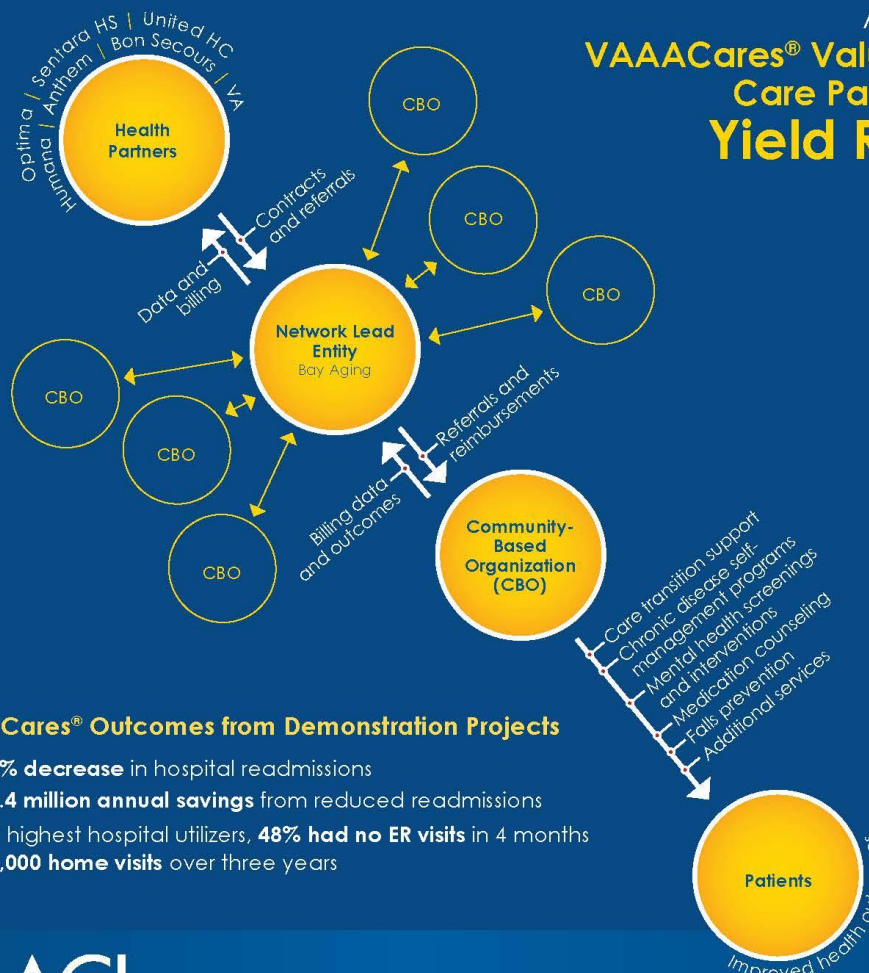 VAAACares®
Care
Yield
Optima | Sentara HS | United HC
Humana | Anthem | Bon Secours | VA
Health
Partners
Contracts
and referrals
Data and
billing
CBO
CBO
CBO
Network Lead
Entity
Bay Aging
CBO
CBO
CBO
Referrals and
reimbursements
Billing data
and outcomes
Community-
Based
Organization
(CBO)
Care transition support
Chronic disease self-
management programs
Mental health screenings
and interventions
Medication counseling
Falls prevention
Additional services
Cares® Outcomes from Demonstration Projects
% decrease in hospital readmissions
.4 million annual savings from reduced readmissions
highest hospital utilizers, 48% had no ER visits in 4 months
,000 home visits over three years
Patients
Improved health
ACL